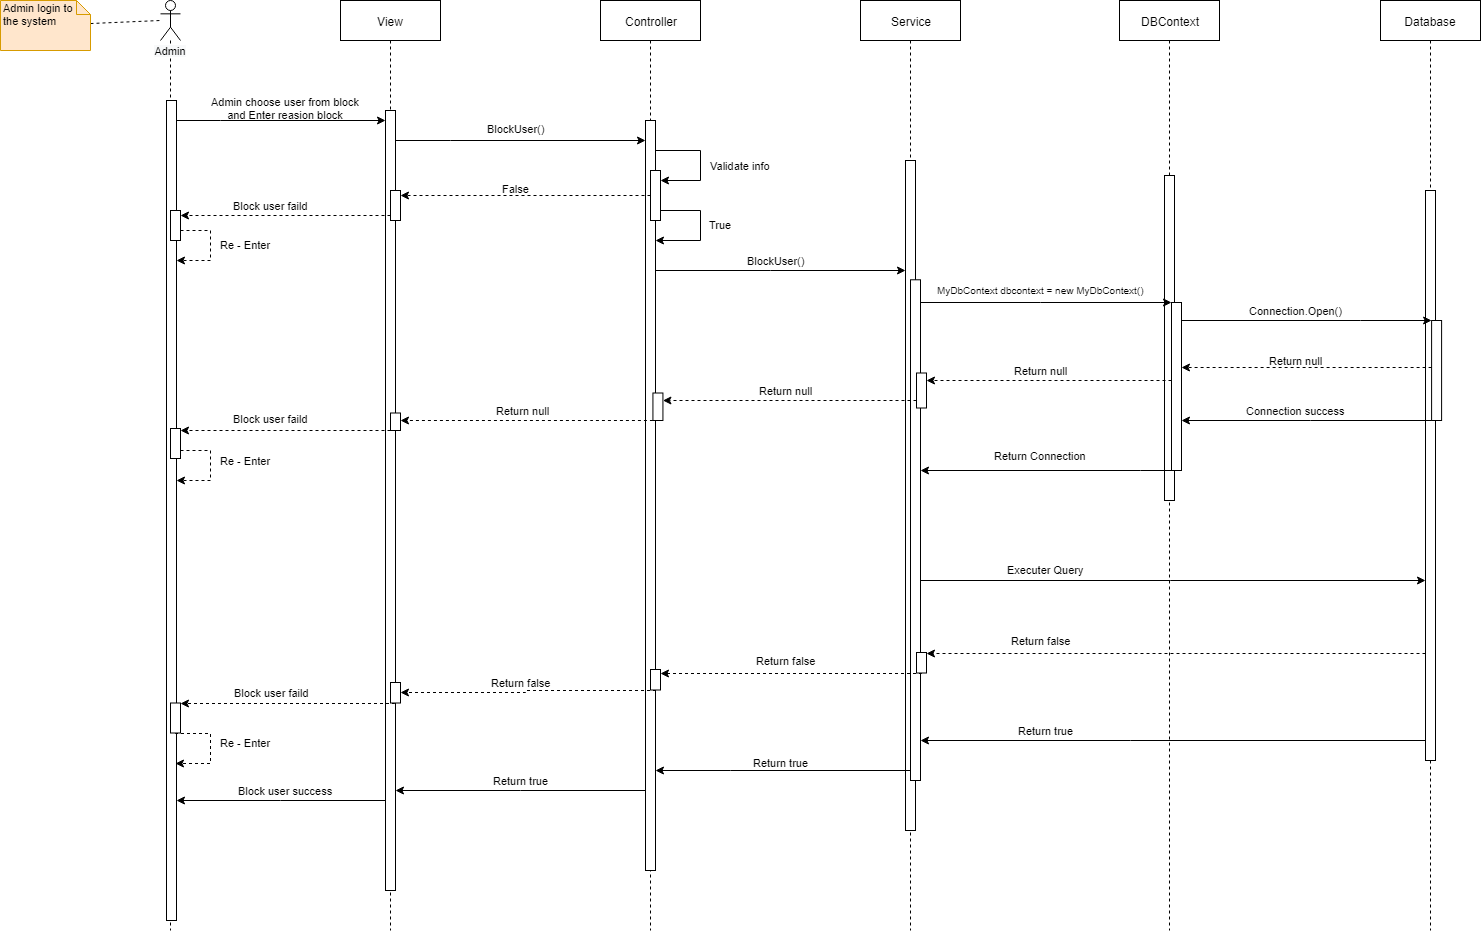 Admin login to
the system
Admin
View
Controller
Service
DBContext
Database
Admin choose user from block
and Enter reasion block
BlockUser()
Validate info
False
Block user faild
True
Re - Enter
BlockUser()
MyDbContext dbcontext = new MyDbContext()
Connection.Open()
Return null
Return null
Return null
Return null
Connection success
Block user faild
Return Connection
Re - Enter
Executer Query
Return false
Return false
Return false
Block user faild
Return true
Re - Enter
Return true
Return true
Block user success